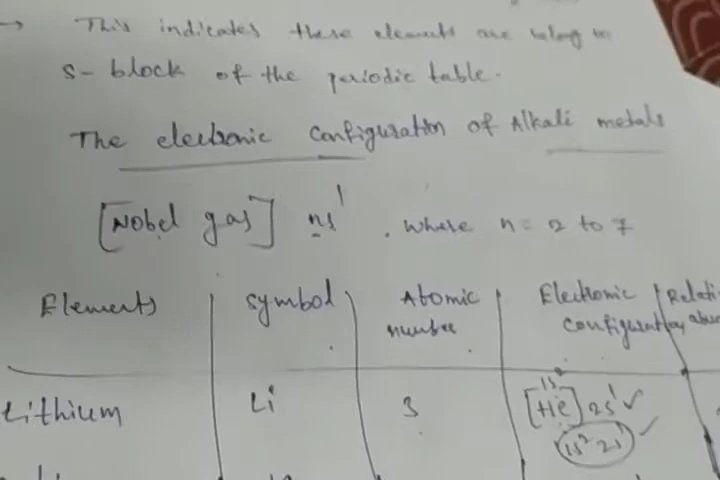 → This indicates these elements are belong to
s-block of the periodic table.
The electronic configuration of Alkali metals
[Nobel gas] ns¹ . where n = 2 to 7
Elements symbol Atomic number Electronic configuration
Lithium Li 3 [He] 2s¹ ✓
1s² 2s¹ ✓